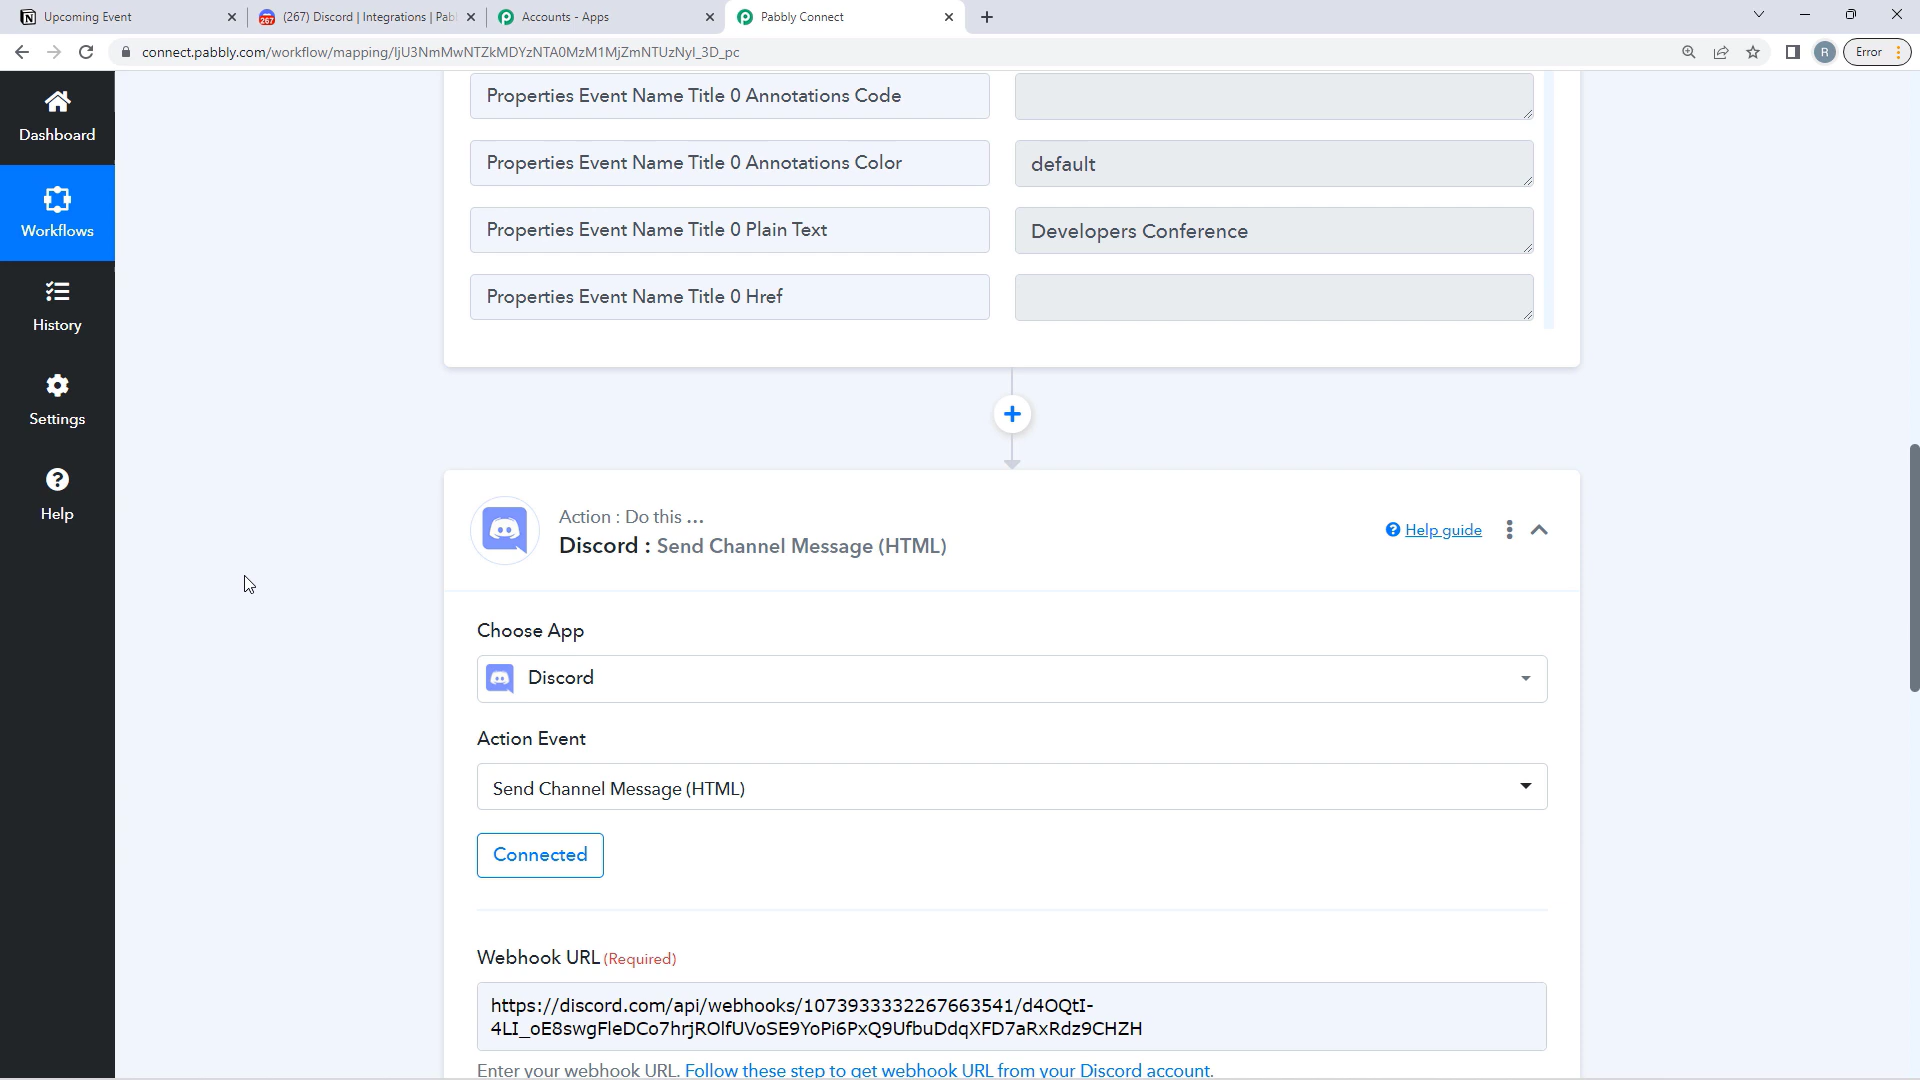 Upcoming Event
267
(267) Discord | Integrations | Pab
Accounts - Apps
Pabbly Connect
connect.pabbly.com/workflow/mapping/IjU3NmMwNTZkMDYzNTA0MzM1MjZmNTUzNyI_3D_pc
R
Error
Dashboard
Workflows
History
Settings
Help
Properties Event Name Title 0 Annotations Code
Properties Event Name Title 0 Annotations Color
default
Properties Event Name Title 0 Plain Text
Developers Conference
Properties Event Name Title 0 Href
Action : Do this ...
Discord : Send Channel Message (HTML)
Help guide
Choose App
Discord
Action Event
Send Channel Message (HTML)
Connected
Webhook URL (Required)
https://discord.com/api/webhooks/1073933332267663541/d4OQtI-
4LI_oE8swgFleDCo7hrjROlfUVoSE9YoPi6PxQ9UfbuDdqXFD7aRxRdz9CHZH
Enter your webhook URL. Follow these step to get webhook URL from your Discord account.